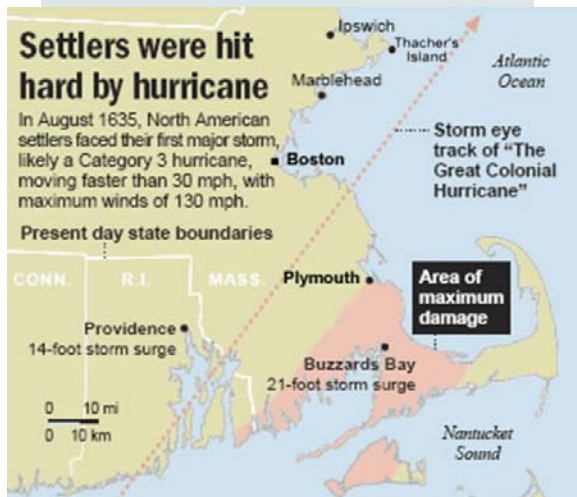 Settlers were hit
hard by hurricane
In August 1635, North American
settlers faced their first major storm,
likely a Category 3 hurricane,
moving faster than 30 mph, with
maximum winds of 130 mph.
Present day state boundaries
Ipswich
Thacher's
Island
Marblehead
Atlantic
Ocean
Boston
Storm eye
track of "The
Great Colonial
Hurricane"
CONN.
R.I.
MASS.
Plymouth
Area of
maximum
damage
Providence
14-foot storm surge
Buzzards Bay
21-foot storm surge
0 10 mi
0 10 km
Nantucket
Sound